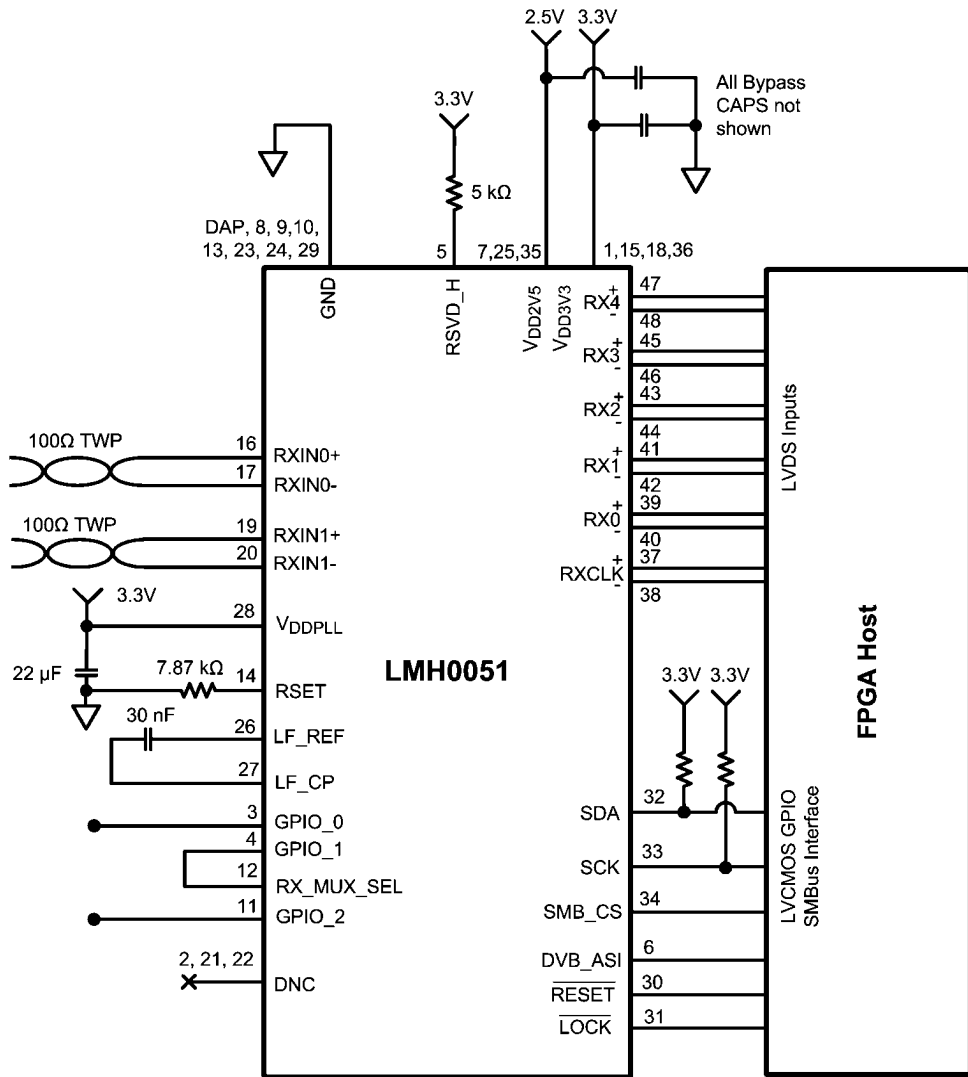 2.5V 3.3V
All Bypass
CAPS not
shown
3.3V
5 kΩ
DAP, 8, 9,10,
13, 23, 24, 29
5
7,25,35
1,15,18,36
GND
RSVD_H
VDD2V5
VDD3V3
RX4 + 47
- 48
RX3 + 45
- 46
RX2 + 43
- 44
RX1 + 41
- 42
RX0 + 39
- 40
RXCLK + 37
- 38
LVDS Inputs
100Ω TWP
16 RXIN0+
17 RXIN0-
100Ω TWP
19 RXIN1+
20 RXIN1-
3.3V
28 VDDPLL
22 µF
7.87 kΩ
14 RSET
30 nF
26 LF_REF
27 LF_CP
3 GPIO_0
4 GPIO_1
12 RX_MUX_SEL
11 GPIO_2
2, 21, 22
DNC
LMH0051
3.3V 3.3V
SDA 32
SCK 33
SMB_CS 34
DVB_ASI 6
RESET 30
LOCK 31
LVCMOS GPIO
SMBus Interface
FPGA Host